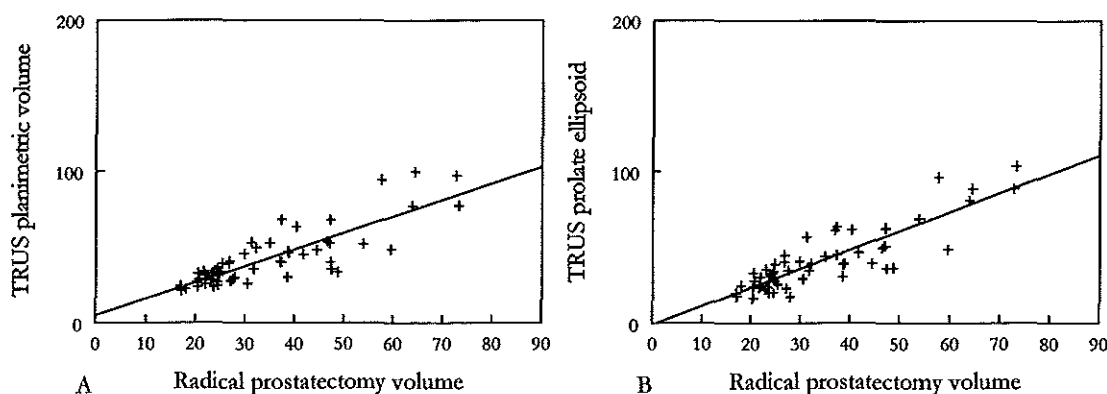 200
100
0
TRUS planimetric volume
0 10 20 30 40 50 60 70 80 90
A Radical prostatectomy volume
200
100
0
TRUS prolate ellipsoid
0 10 20 30 40 50 60 70 80 90
B Radical prostatectomy volume